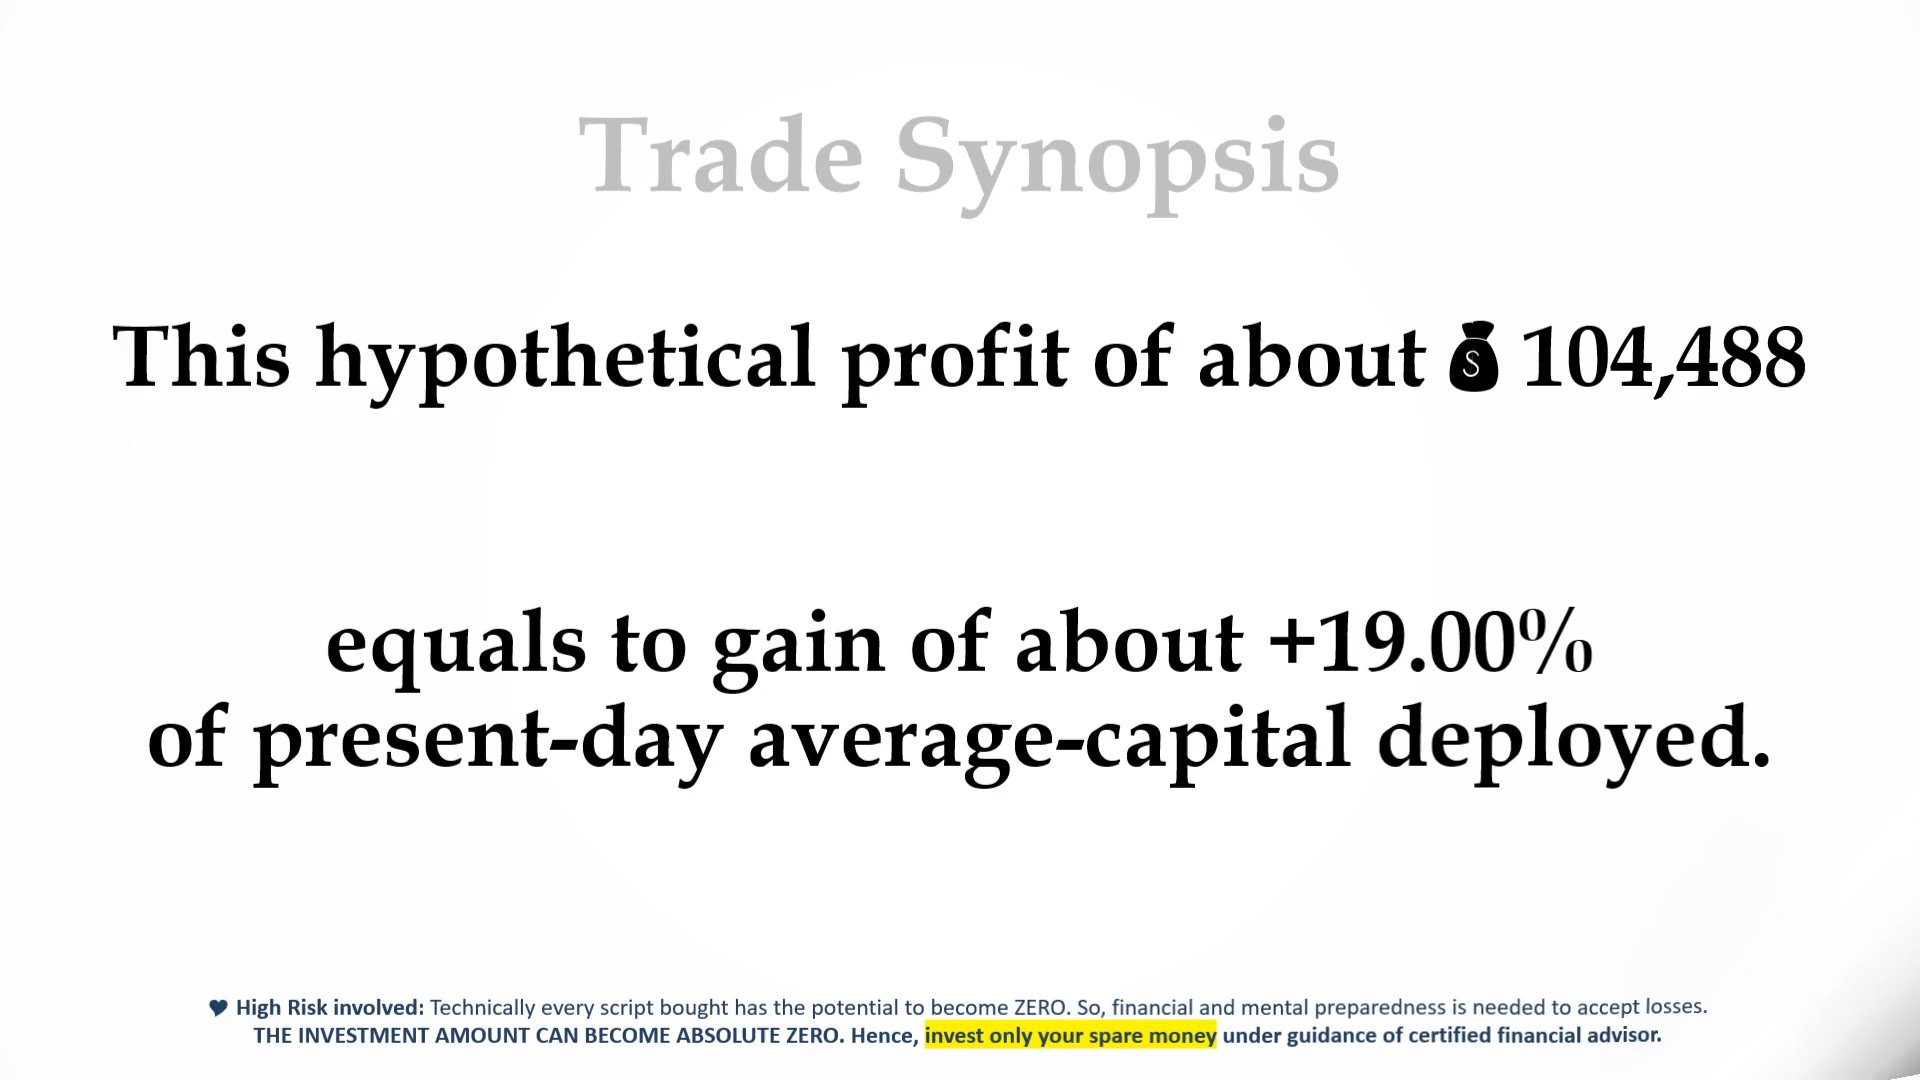 Trade Synopsis
This hypothetical profit of about 💰 104,488
equals to gain of about +19.00%
of present-day average-capital deployed.
♥ High Risk involved: Technically every script bought has the potential to become ZERO. So, financial and mental preparedness is needed to accept losses.
THE INVESTMENT AMOUNT CAN BECOME ABSOLUTE ZERO. Hence, invest only your spare money under guidance of certified financial advisor.